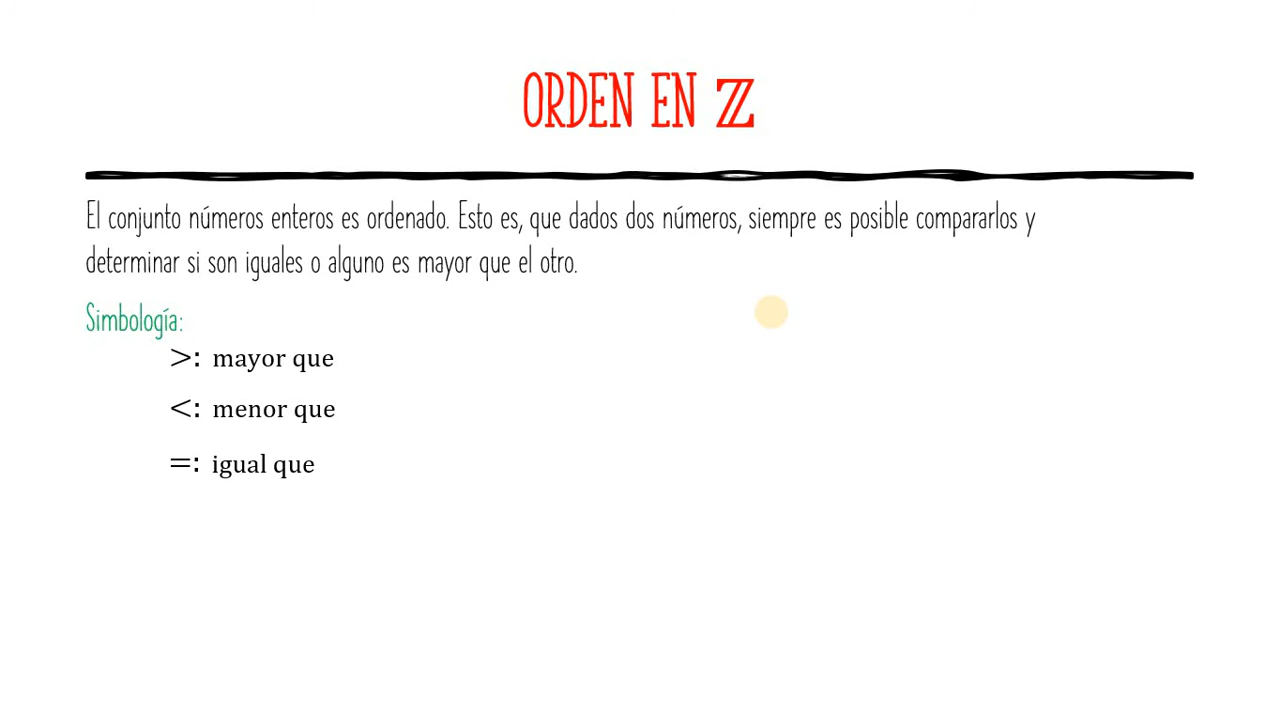 ORDEN EN ℤ
El conjunto números enteros es ordenado. Esto es, que dados dos números, siempre es posible compararlos y
determinar si son iguales o alguno es mayor que el otro.
Simbología:
>: mayor que
<: menor que
=: igual que